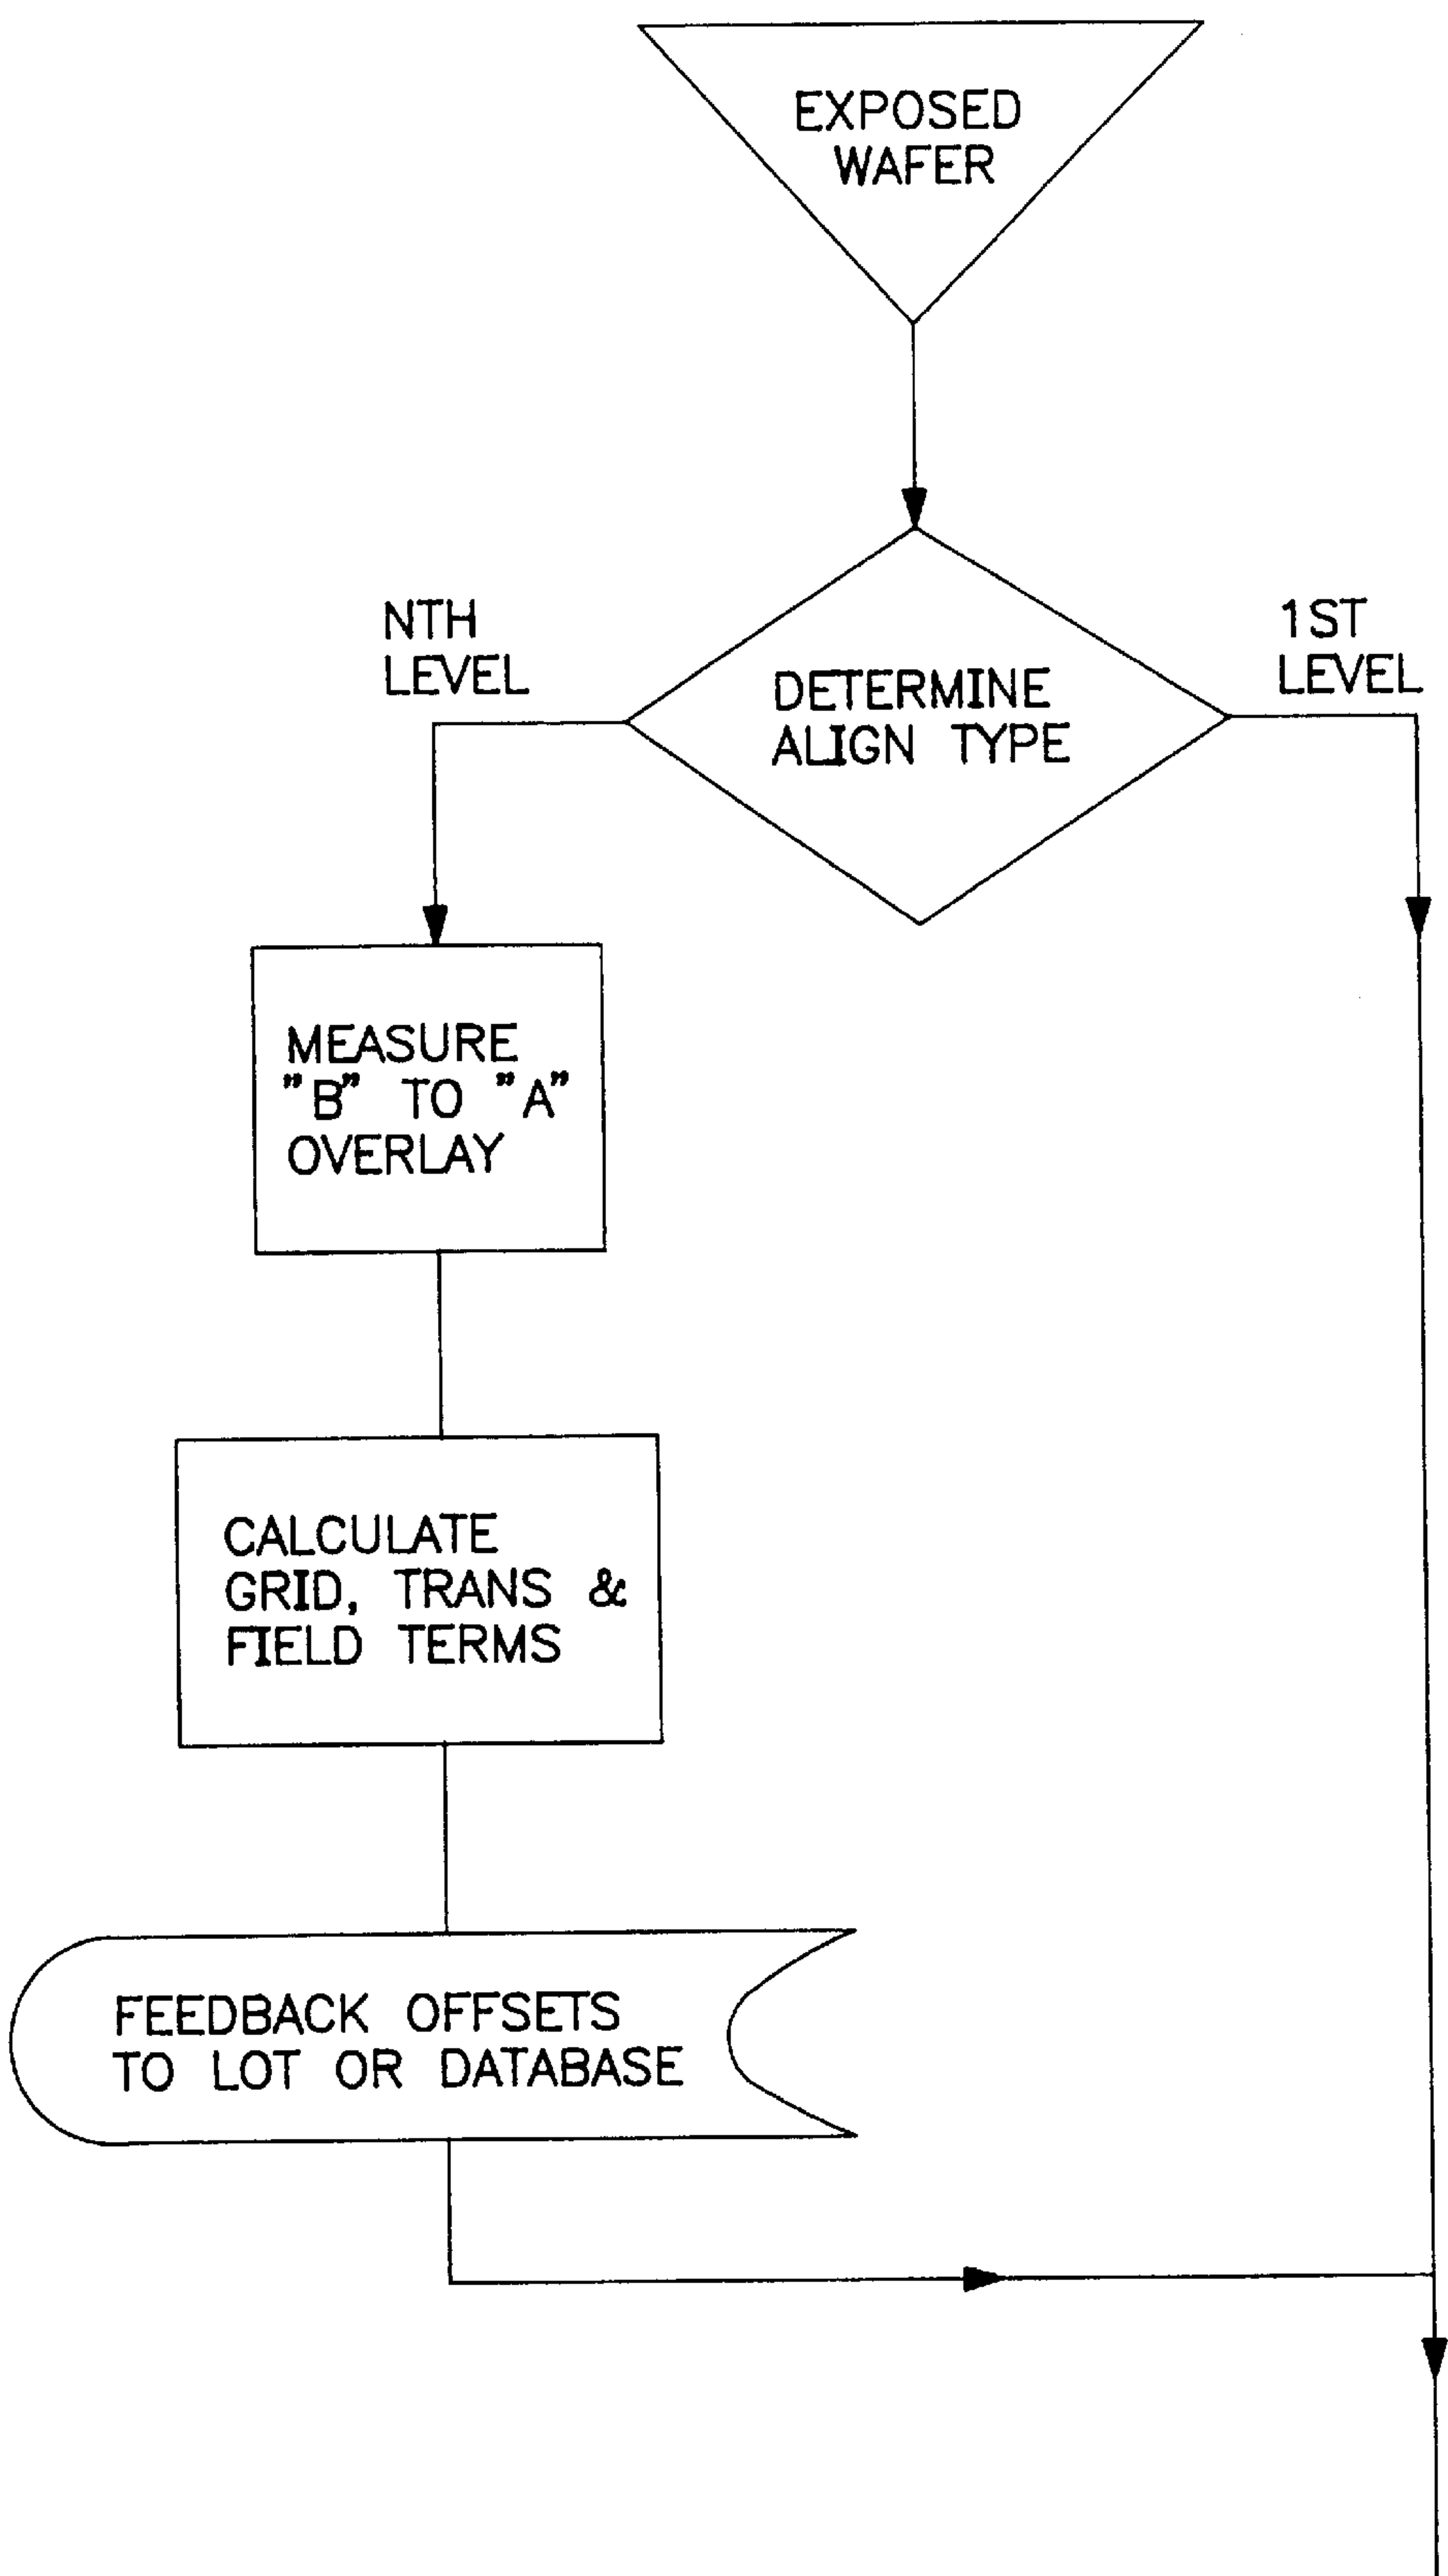 EXPOSED
WAFER
NTH
LEVEL
1ST
LEVEL
DETERMINE
ALIGN TYPE
MEASURE
"B" TO "A"
OVERLAY
CALCULATE
GRID, TRANS &
FIELD TERMS
FEEDBACK OFFSETS
TO LOT OR DATABASE